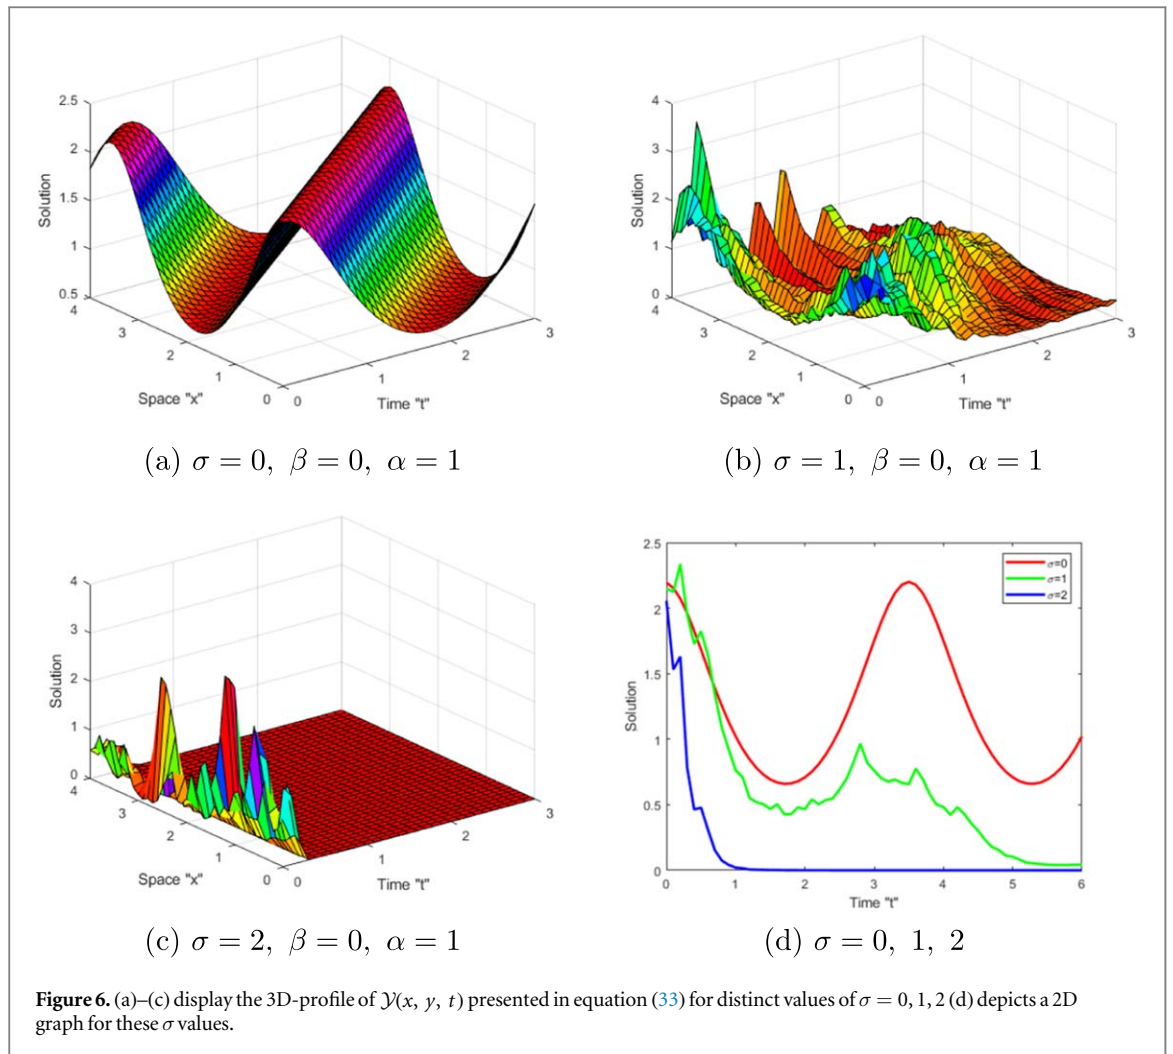 2.5
2
1.5
1
0.5
Solution
4
3
2
1
0
Space "x"
0
1
2
3
Time "t"
(a) σ = 0, β = 0, α = 1
4
3
2
1
0
Solution
4
3
2
1
0
Space "x"
0
1
2
3
Time "t"
(b) σ = 1, β = 0, α = 1
4
3
2
1
0
Solution
4
3
2
1
0
Space "x"
0
1
2
3
Time "t"
(c) σ = 2, β = 0, α = 1
2.5
2
1.5
1
0.5
0
Solution
σ=0
σ=1
σ=2
0 1 2 3 4 5 6
Time "t"
(d) σ = 0, 1, 2
Figure 6. (a)–(c) display the 3D-profile of 𝒴(x, y, t) presented in equation (33) for distinct values of σ = 0, 1, 2 (d) depicts a 2D
graph for these σ values.